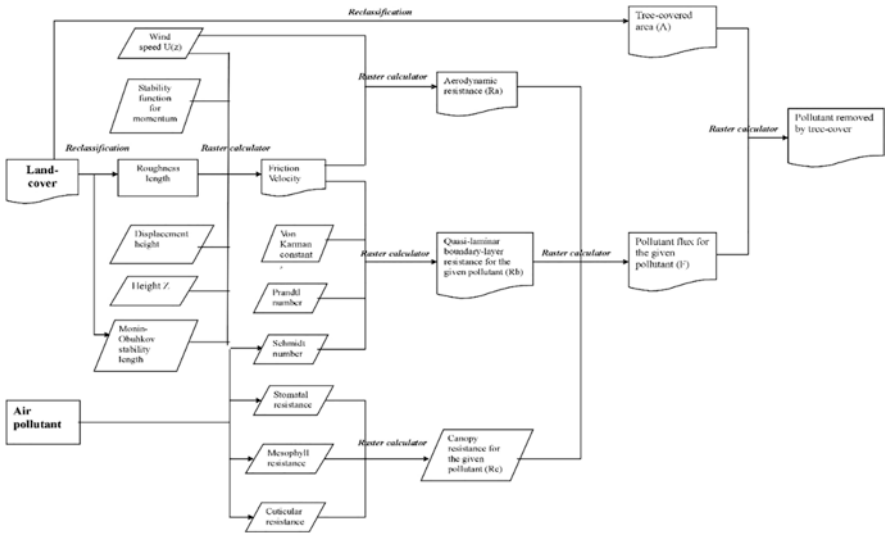 Reclassification
Tree-covered
area (A)
Wind
speed U(z)
Raster calculator
Aerodynamic
resistance (Ra)
Stability
function
for
momentum
Raster calculator
Pollutant removed
by tree-cover
Raster calculator
Land-
cover
Reclassification
Roughness
length
Raster calculator
Friction
Velocity
Displacement
height
Von
Karman
constant
Raster calculator
Quasi-laminar
boundary-layer
resistance for the
given pollutant (Rb)
Raster calculator
Pollutant flux for
the given
pollutant (F)
Height Z
Prandtl
number
Monin-
Obuhkov
stability
length
Schmidt
number
Air
pollutant
Stomatal
resistance
Mesophyll
resistance
Raster calculator
Canopy
resistance for
the given
pollutant (Rc)
Cuticular
resistance